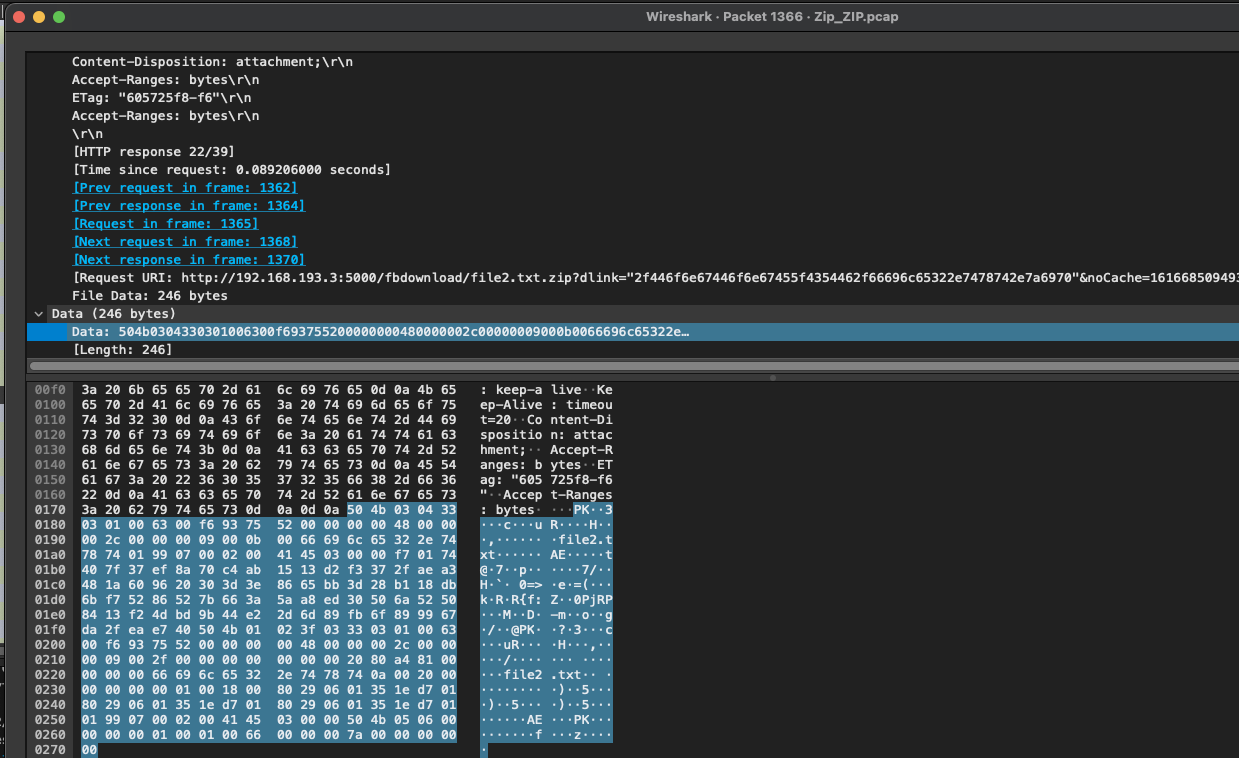 Wireshark · Packet 1366 · Zip_ZIP.pcap
Content-Disposition: attachment;\r\n
Accept-Ranges: bytes\r\n
ETag: "605725f8-f6"\r\n
Accept-Ranges: bytes\r\n
\r\n
[HTTP response 22/39]
[Time since request: 0.089206000 seconds]
[Prev request in frame: 1362]
[Prev response in frame: 1364]
[Request in frame: 1365]
[Next request in frame: 1368]
[Next response in frame: 1370]
[Request URI: http://192.168.193.3:5000/fbdownload/file2.txt.zip?dlink="2f446f6e67446f6e67455f4354462f66696c65322e7478742e7a6970"&noCache=161668509493
File Data: 246 bytes
Data (246 bytes)
Data: 504b0304330301006300f693755200000000480000002c00000009000b0066696c65322e…
[Length: 246]
00f0 3a 20 6b 65 65 70 2d 61 6c 69 76 65 0d 0a 4b 65 : keep-a live··Ke
0100 65 70 2d 41 6c 69 76 65 3a 20 74 69 6d 65 6f 75 ep-Alive : timeou
0110 74 3d 32 30 0d 0a 43 6f 6e 74 65 6e 74 2d 44 69 t=20··Co ntent-Di
0120 73 70 6f 73 69 74 69 6f 6e 3a 20 61 74 74 61 63 spositio n: attac
0130 68 6d 65 6e 74 3b 0d 0a 41 63 63 65 70 74 2d 52 hment;·· Accept-R
0140 61 6e 67 65 73 3a 20 62 79 74 65 73 0d 0a 45 54 anges: b ytes··ET
0150 61 67 3a 20 22 36 30 35 37 32 35 66 38 2d 66 36 ag: "605 725f8-f6
0160 22 0d 0a 41 63 63 65 70 74 2d 52 61 6e 67 65 73 "··Accep t-Ranges
0170 3a 20 62 79 74 65 73 0d 0a 0d 0a 50 4b 03 04 33 : bytes· ···PK··3
0180 03 01 00 63 00 f6 93 75 52 00 00 00 00 48 00 00 ···c···u R····H··
0190 00 2c 00 00 00 09 00 0b 00 66 69 6c 65 32 2e 74 ·,······ ·file2.t
01a0 78 74 01 99 07 00 02 00 41 45 03 00 00 f7 01 74 xt······ AE·····t
01b0 40 7f 37 ef 8a 70 c4 ab 15 13 d2 f3 37 2f ae a3 @·7··p·· ····7/··
01c0 48 1a 60 96 20 30 3d 3e 86 65 bb 3d 28 b1 18 db H·`· 0=> ·e·=(···
01d0 6b f7 52 86 52 7b 66 3a 5a a8 ed 30 50 6a 52 50 k·R·R{f: Z··0PjRP
01e0 84 13 f2 4d bd 9b 44 e2 2d 6d 89 fb 6f 89 99 67 ···M··D· -m··o··g
01f0 da 2f ea e7 40 50 4b 01 02 3f 03 33 03 01 00 63 ·/··@PK· ·?·3···c
0200 00 f6 93 75 52 00 00 00 00 48 00 00 00 2c 00 00 ···uR··· ·H···,··
0210 00 09 00 2f 00 00 00 00 00 00 00 20 80 a4 81 00 ···/···· ··· ····
0220 00 00 00 66 69 6c 65 32 2e 74 78 74 0a 00 20 00 ···file2 .txt·· ·
0230 00 00 00 00 01 00 18 00 80 29 06 01 35 1e d7 01 ········ ·)··5···
0240 80 29 06 01 35 1e d7 01 80 29 06 01 35 1e d7 01 ·)··5··· ·)··5···
0250 01 99 07 00 02 00 41 45 03 00 00 50 4b 05 06 00 ······AE ···PK···
0260 00 00 00 01 00 01 00 66 00 00 00 7a 00 00 00 00 ·······f ···z····
0270 00 ·